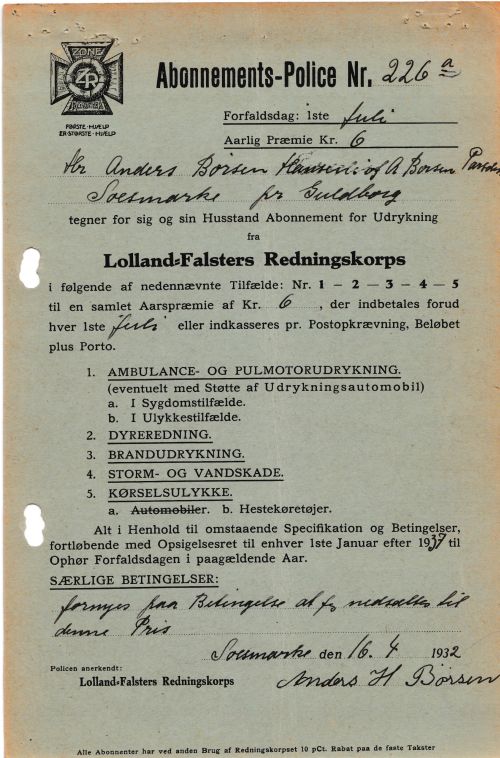 ZONE
ZR
FØRSTE·HJÆLP
ER·STØRSTE·HJÆLP
Abonnements-Police Nr. 226 a
Forfaldsdag: 1ste Juli
Aarlig Præmie Kr. 6
Hr Anders Børsen A Børsen
Soesmarke pr Guldborg
tegner for sig og sin Husstand Abonnement for Udrykning
fra
Lolland-Falsters Redningskorps
i følgende af nedennævnte Tilfælde: Nr. 1 — 2 — 3 — 4 — 5
til en samlet Aarspræmie af Kr. 6 , der indbetales forud
hver 1ste Juli eller indkasseres pr. Postopkrævning, Beløbet
plus Porto.
1. AMBULANCE- OG PULMOTORUDRYKNING.
(eventuelt med Støtte af Udrykningsautomobil)
a. I Sygdomstilfælde.
b. I Ulykkestilfælde.
2. DYREREDNING.
3. BRANDUDRYKNING.
4. STORM- OG VANDSKADE.
5. KØRSELSULYKKE.
a. Automobiler. b. Hestekøretøjer.
Alt i Henhold til omstaaende Specifikation og Betingelser,
fortløbende med Opsigelsesret til enhver 1ste Januar efter 1937 til
Ophør Forfaldsdagen i paagældende Aar.
SÆRLIGE BETINGELSER:
fornyes paa Betingelse at nedsættes til
denne Pris
Soesmarke den 16. 4 1932
Policen anerkendt:
Lolland-Falsters Redningskorps
Anders H Børsen
Alle Abonnenter har ved anden Brug af Redningskorpset 10 pCt. Rabat paa de faste Takster